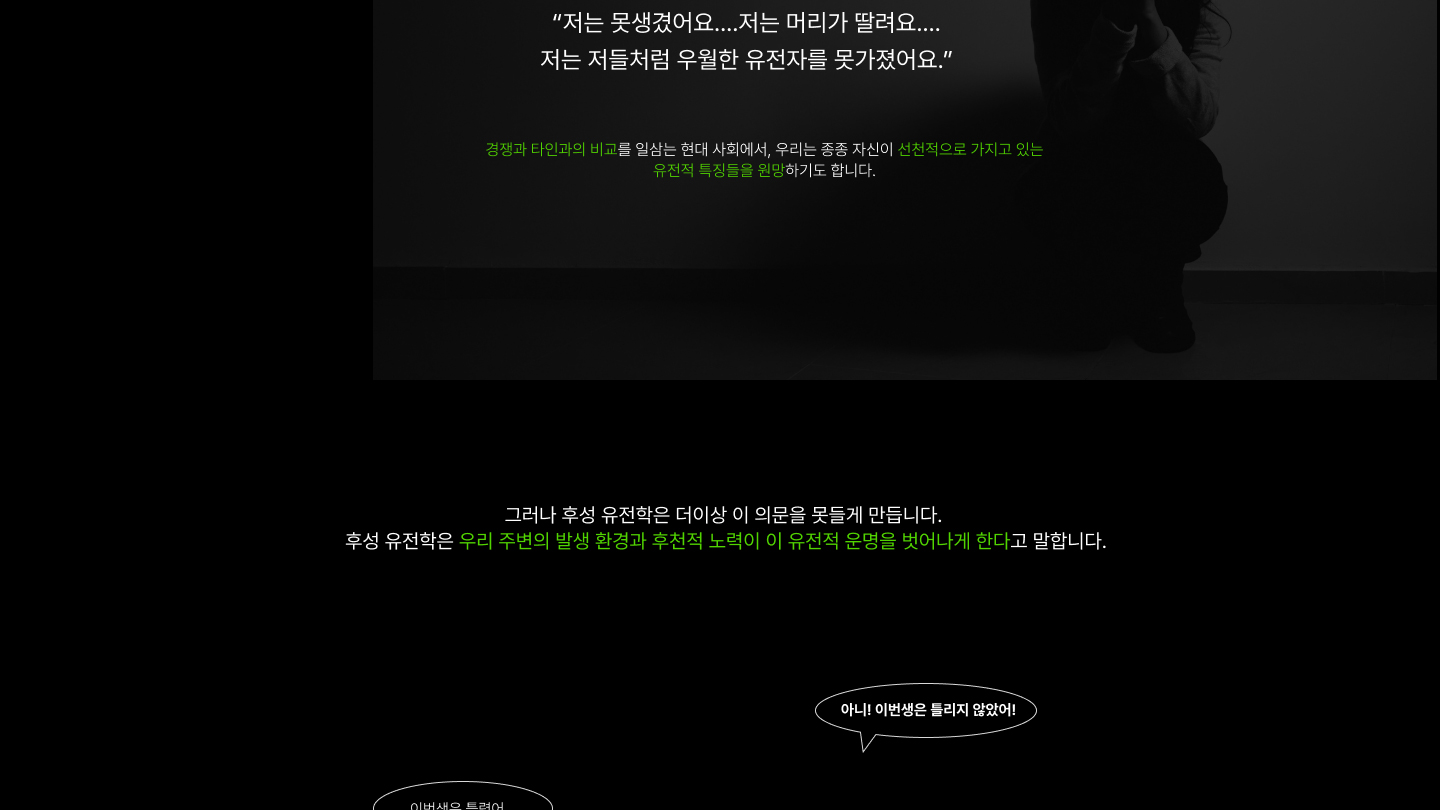 “저는 못생겼어요....저는 머리가 딸려요....
저는 저들처럼 우월한 유전자를 못가졌어요.”
경쟁과 타인과의 비교를 일삼는 현대 사회에서, 우리는 종종 자신이 선천적으로 가지고 있는
유전적 특징들을 원망하기도 합니다.
그러나 후성 유전학은 더이상 이 의문을 못들게 만듭니다.
후성 유전학은 우리 주변의 발생 환경과 후천적 노력이 이 유전적 운명을 벗어나게 한다고 말합니다.
아니! 이번생은 틀리지 않았어!
이번생은 틀렸어